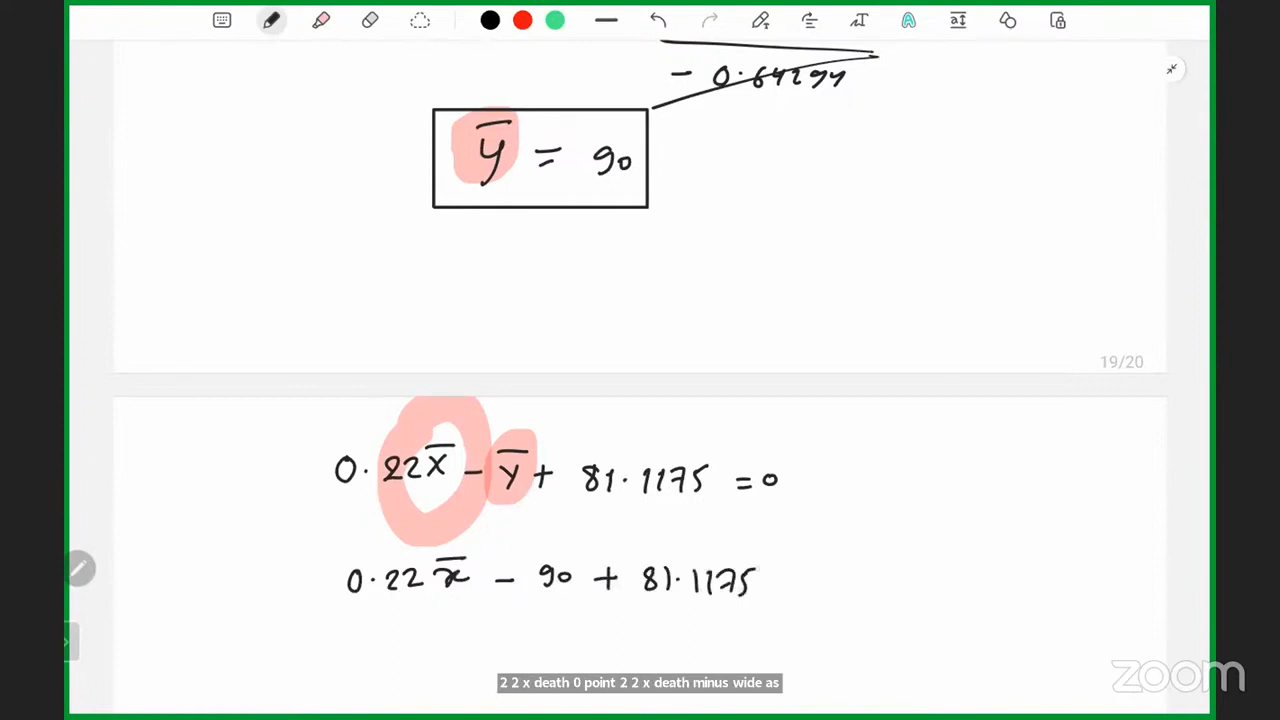 - 0.64294
y̅ = 90
19/20
0.22x̅ - y̅ + 81.1175 = 0
0.22x̅ - 90 + 81.1175
2 2 x death 0 point 2 2 x death minus wide as
zoom